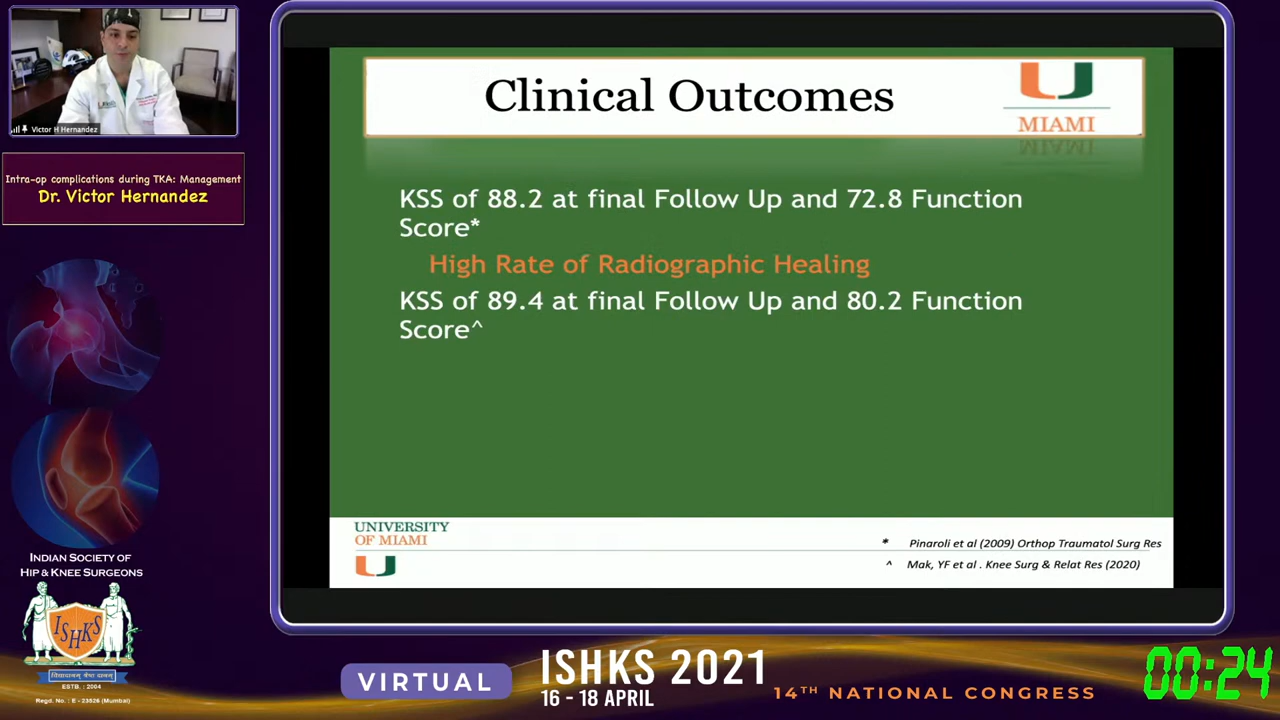 Victor H Hernandez
Intra-op complications during TKA: Management
Dr. Victor Hernandez
Clinical Outcomes
U
MIAMI
KSS of 88.2 at final Follow Up and 72.8 Function
Score*
High Rate of Radiographic Healing
KSS of 89.4 at final Follow Up and 80.2 Function
Score^
UNIVERSITY
OF MIAMI
U
* Pinaroli et al (2009) Orthop Traumatol Surg Res
^ Mak, YF et al . Knee Surg & Relat Res (2020)
INDIAN SOCIETY OF
HIP & KNEE SURGEONS
ISHKS
ESTB. : 2004
Regd. No. : E - 23526 (Mumbai)
VIRTUAL
ISHKS 2021
16 - 18 APRIL
14TH NATIONAL CONGRESS
00:24